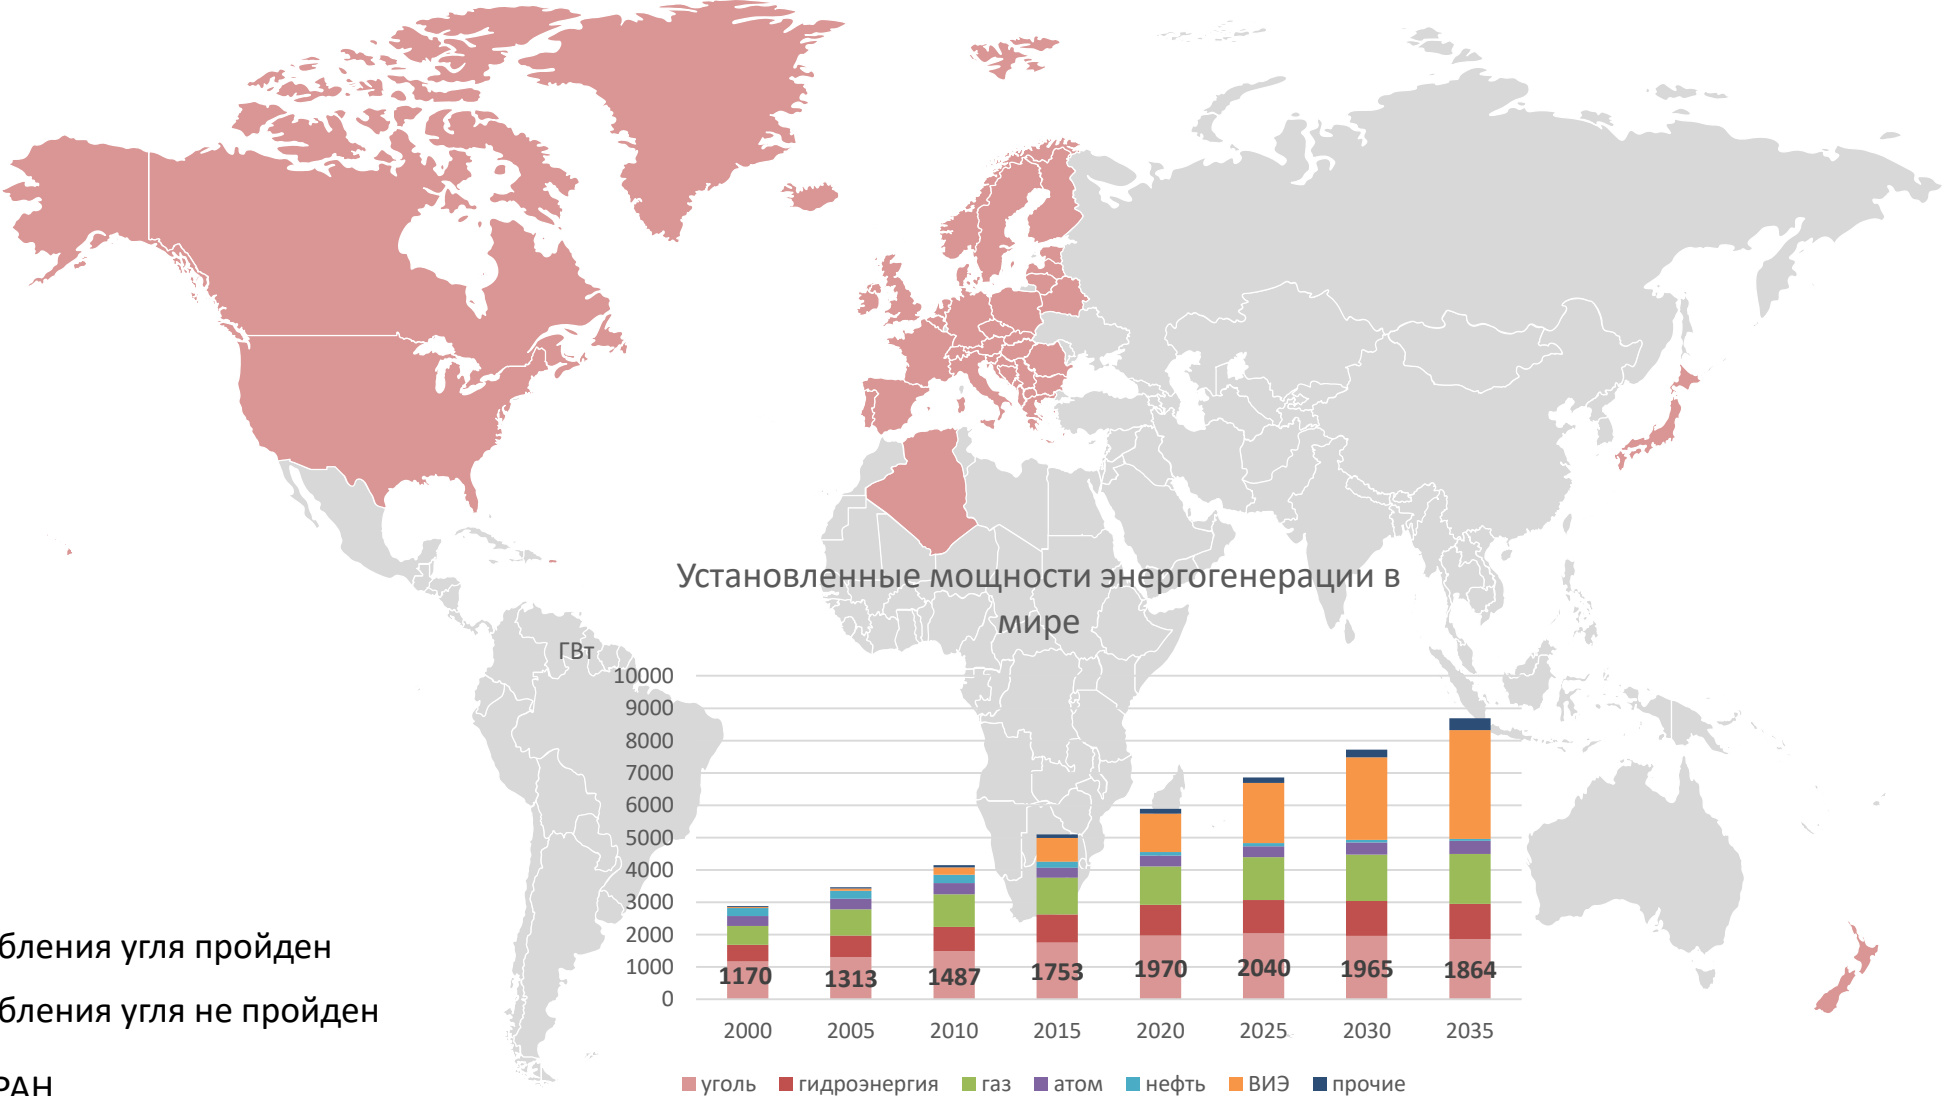 Установленные мощности энергогенерации в
мире
ГВт
10000
9000
8000
7000
6000
5000
4000
3000
2000
1000
0
1170 1313 1487 1753 1970 2040 1965 1864
2000 2005 2010 2015 2020 2025 2030 2035
уголь гидроэнергия газ атом нефть ВИЭ прочие
бления угля пройден
бления угля не пройден
РАН